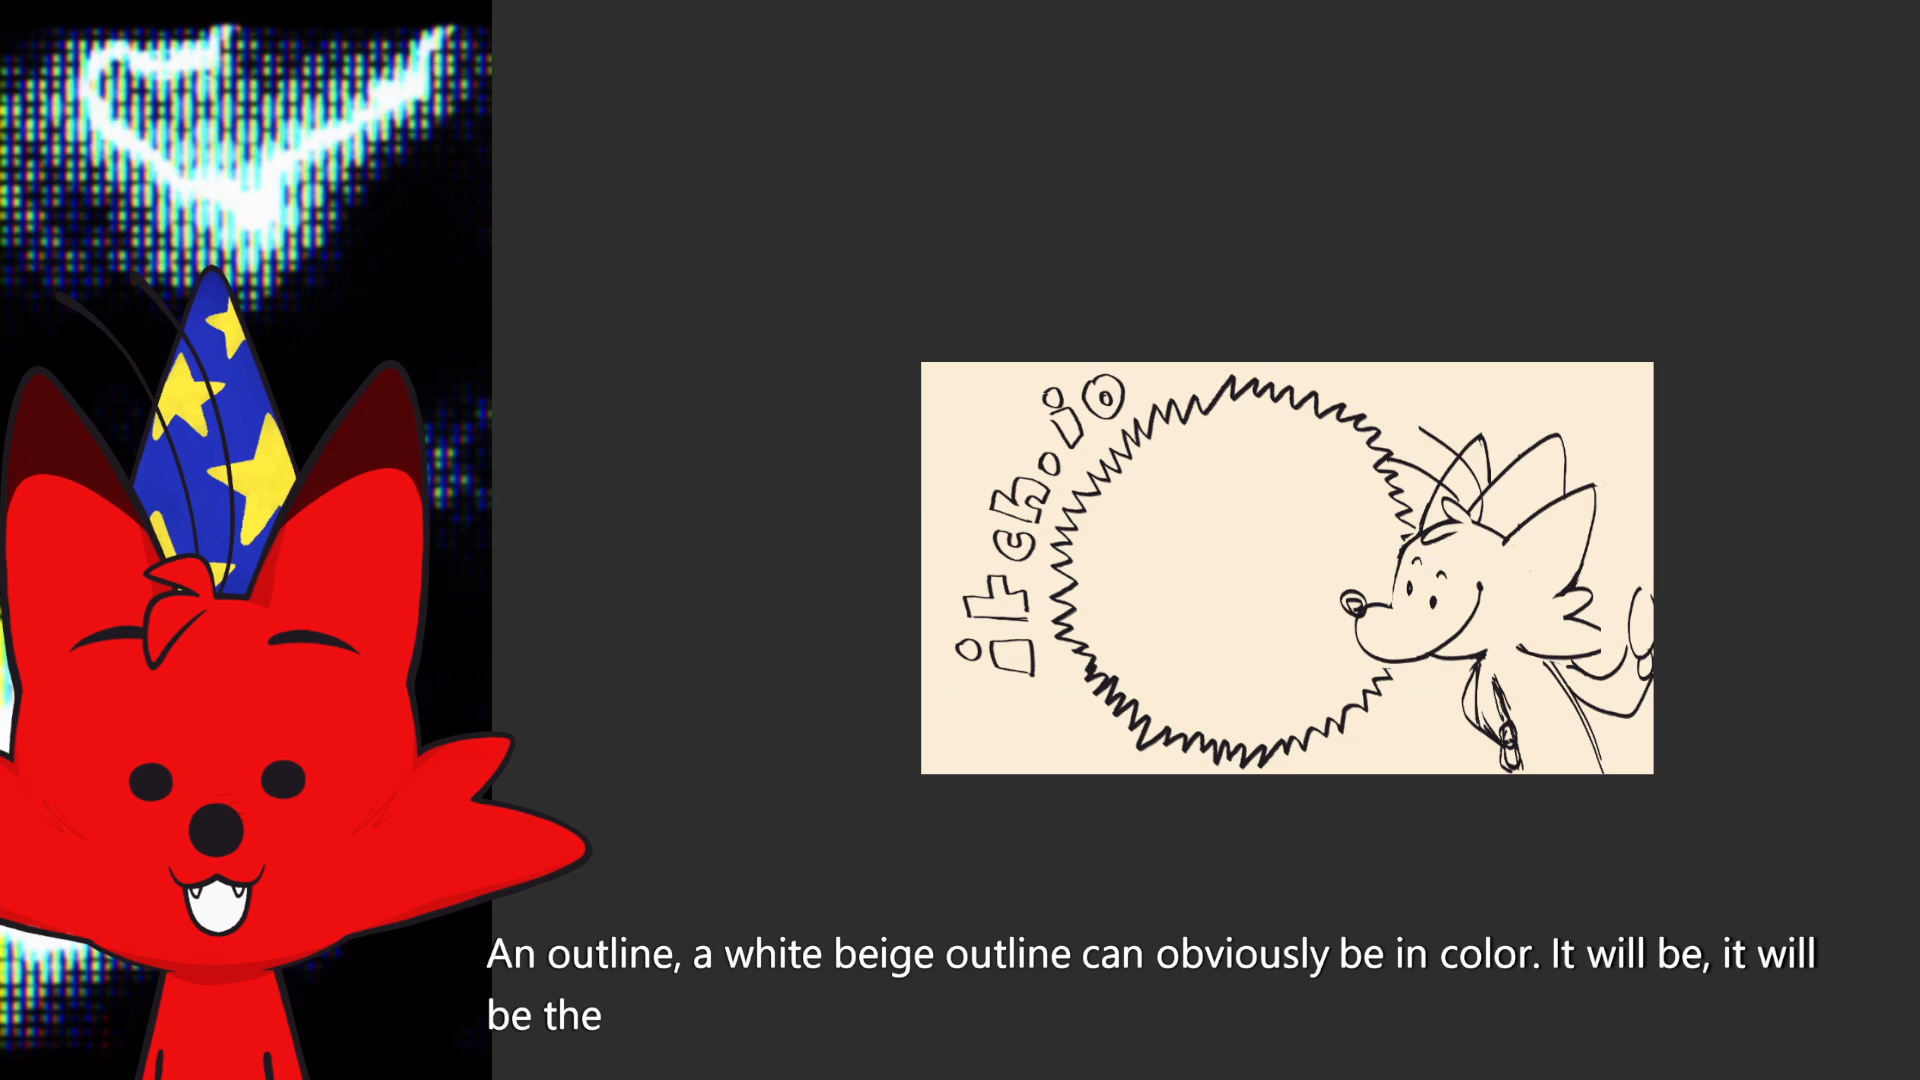 itch.io
An outline, a white beige outline can obviously be in color. It will be, it will
be the